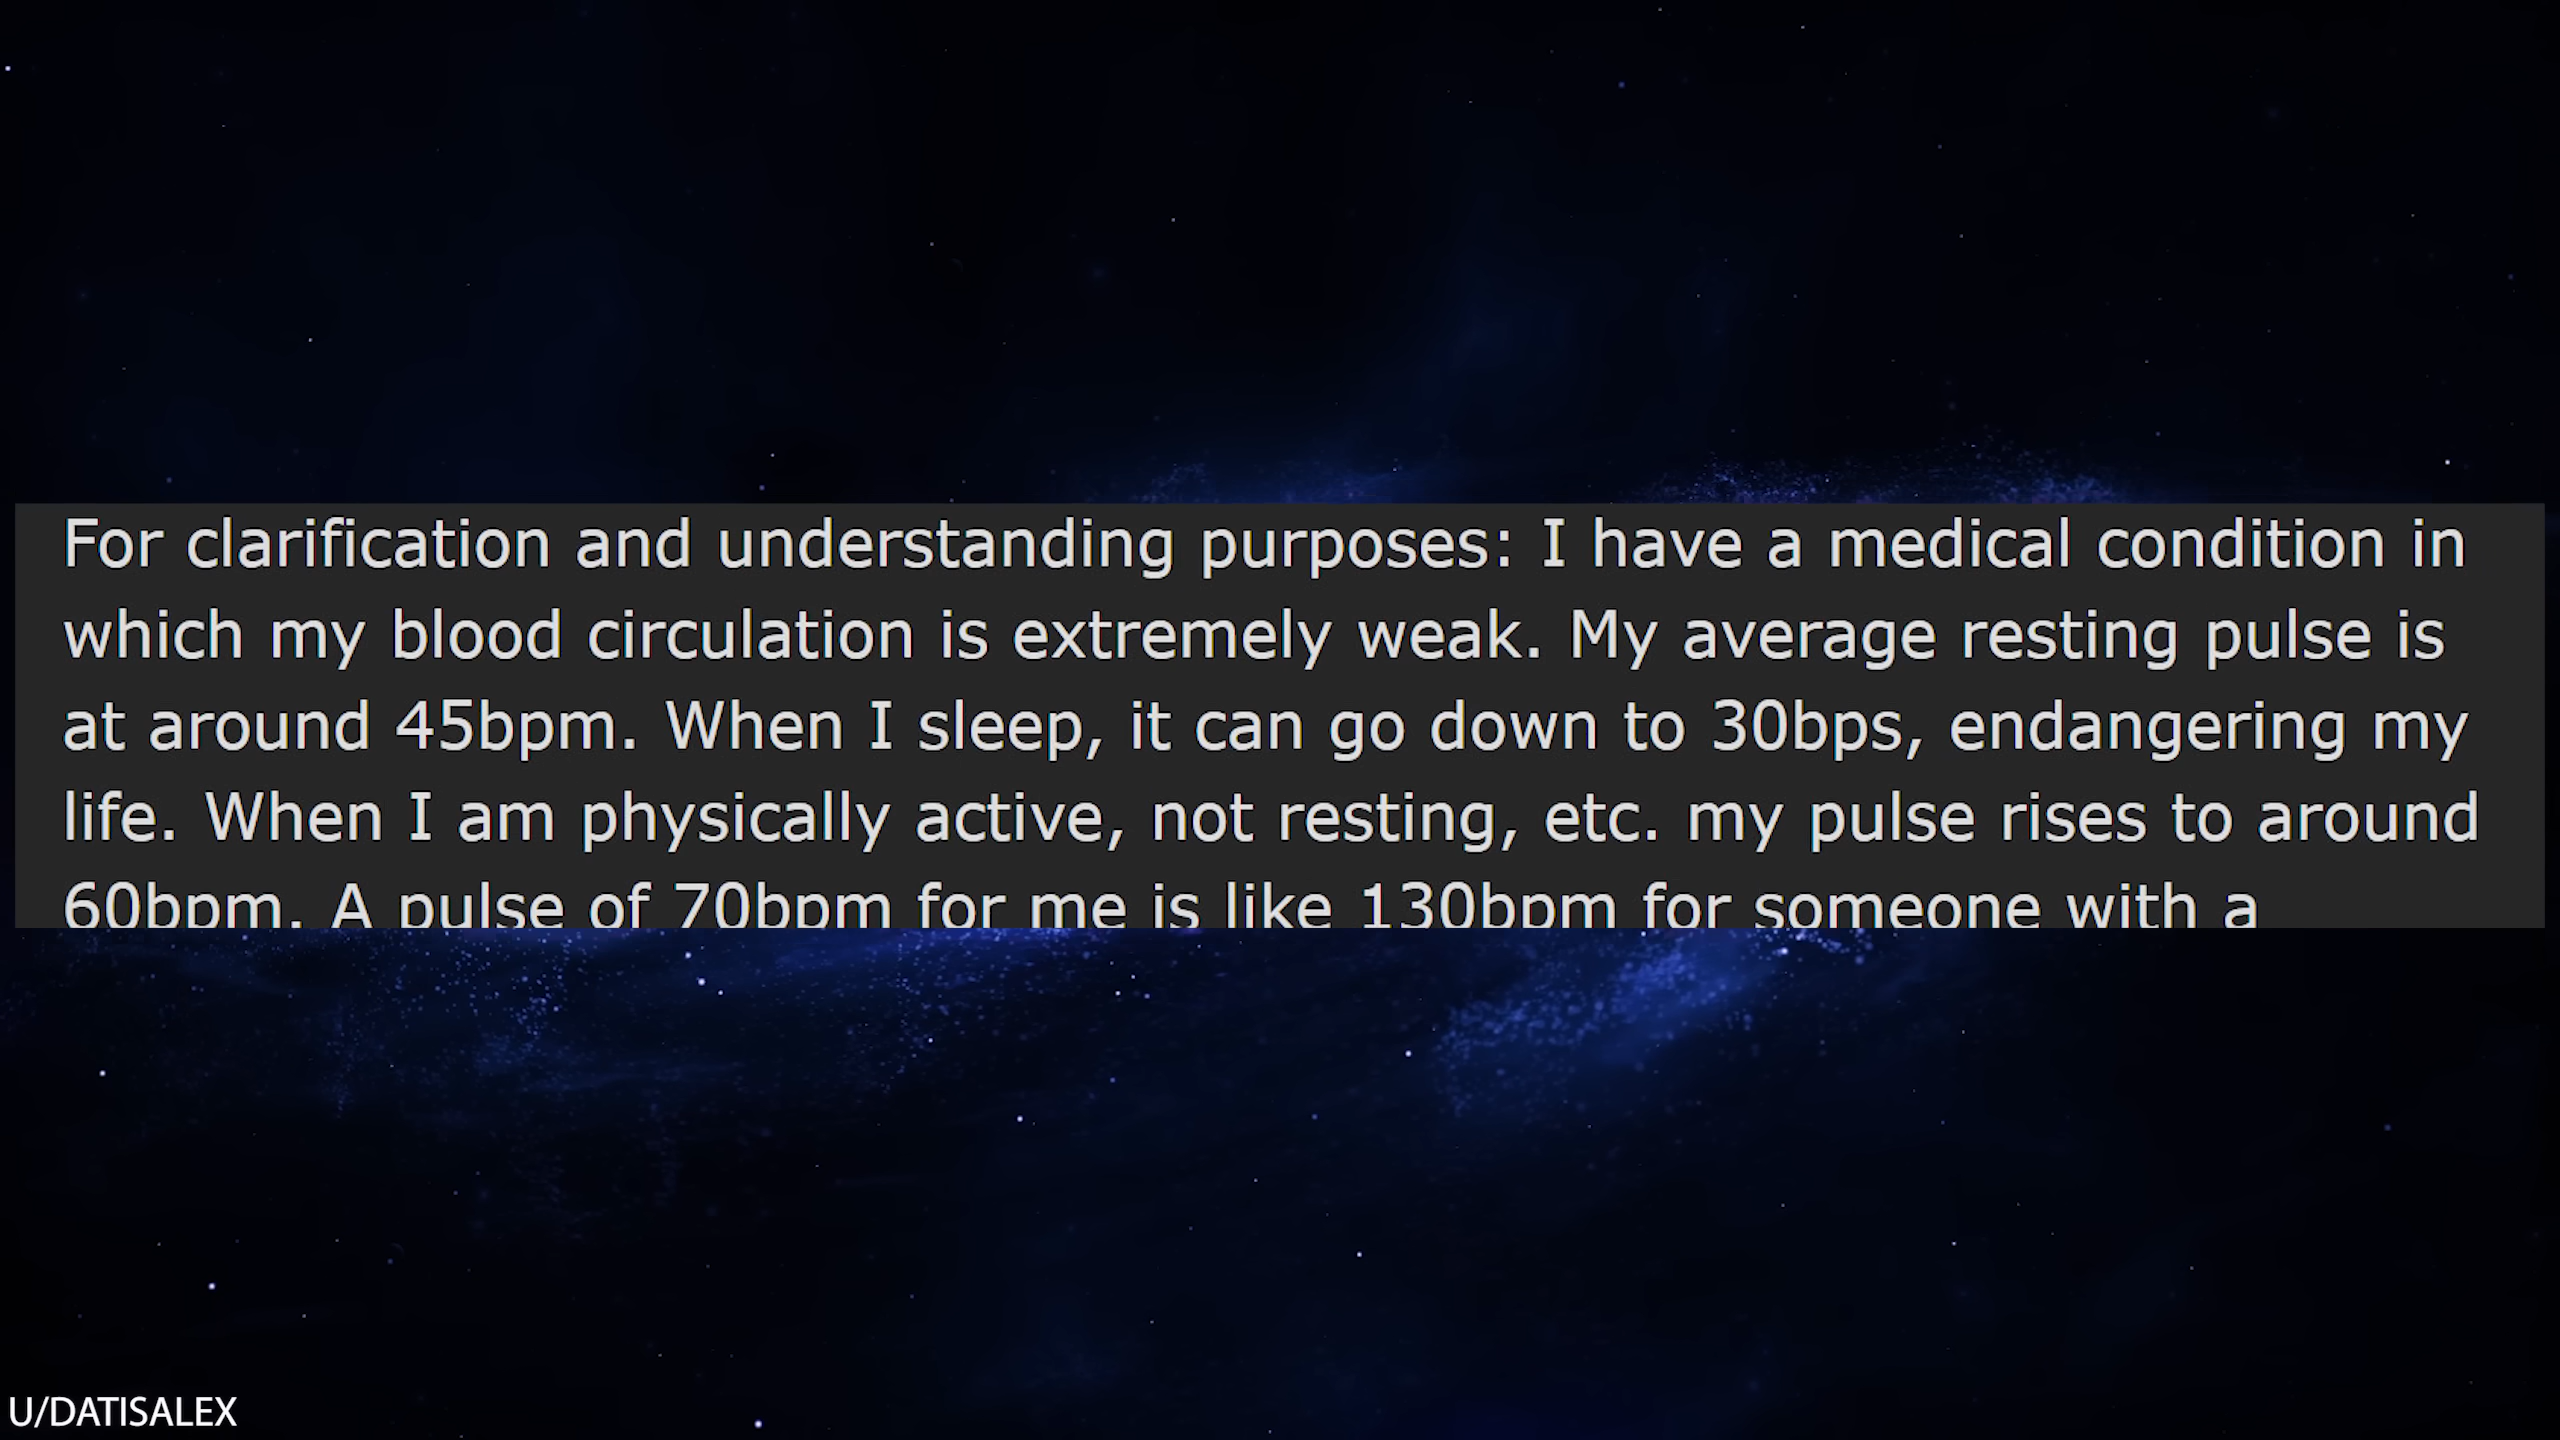 For clarification and understanding purposes: I have a medical condition in
which my blood circulation is extremely weak. My average resting pulse is
at around 45bpm. When I sleep, it can go down to 30bps, endangering my
life. When I am physically active, not resting, etc. my pulse rises to around
60bpm. A pulse of 70bpm for me is like 130bpm for someone with a
U/DATISALEX